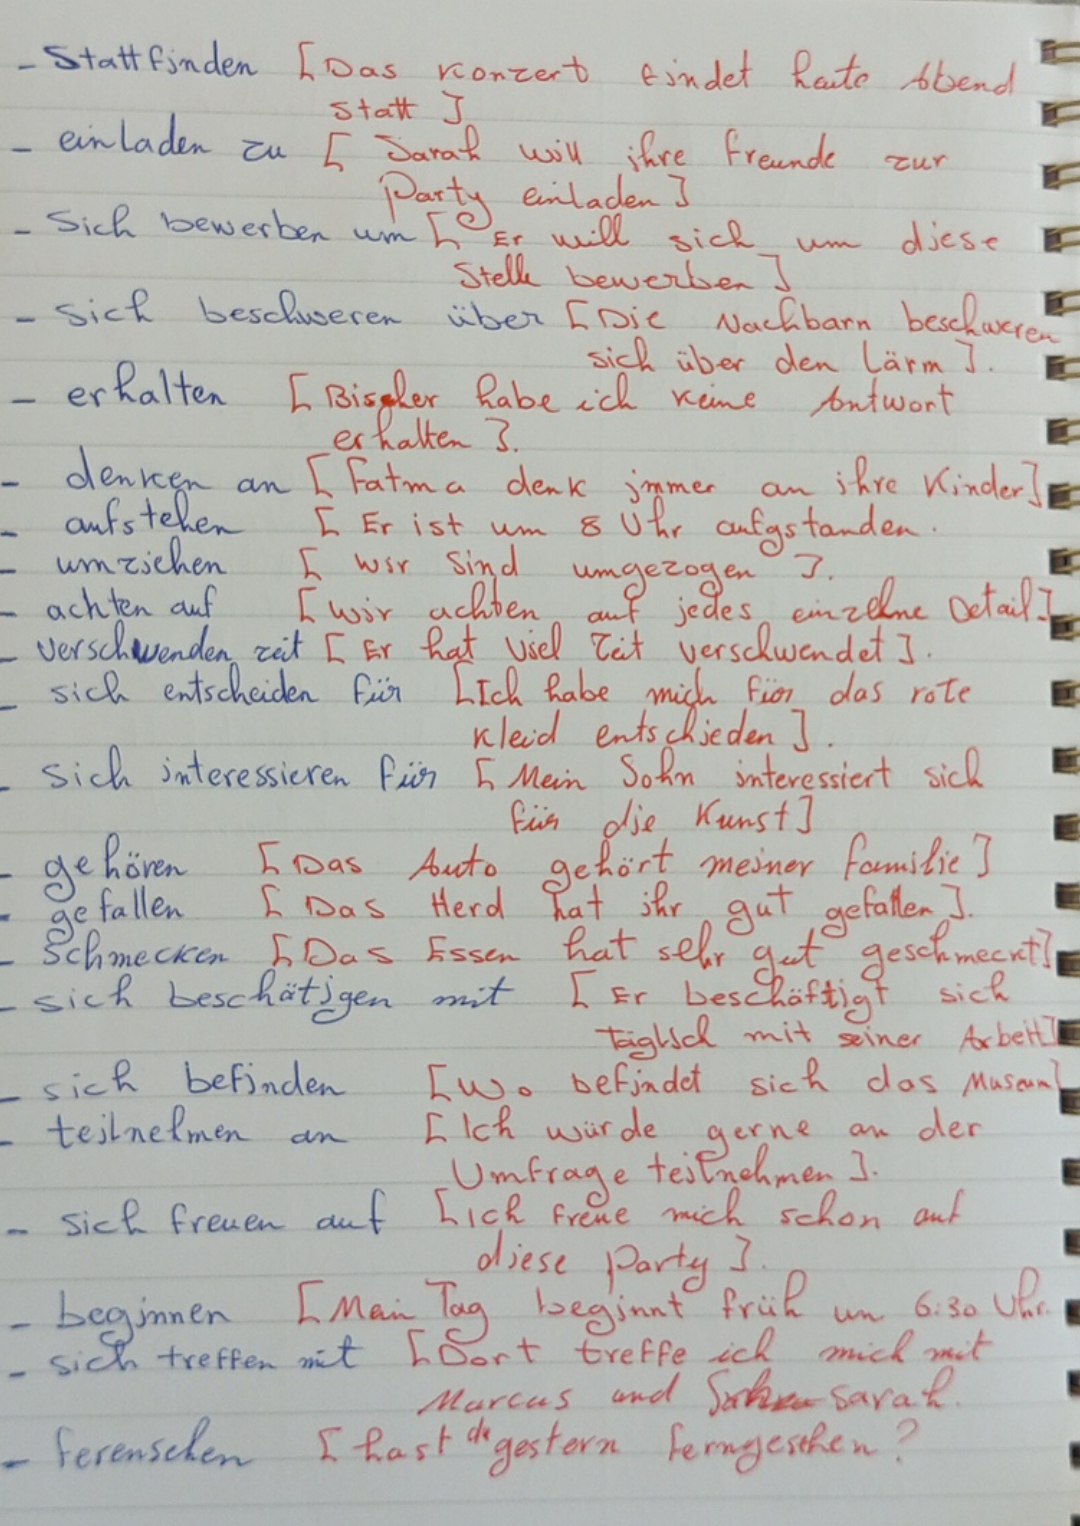 - Stattfinden [Das Konzert findet heute Abend
statt]
- einladen zu [Sarah will ihre Freunde zur
Party einladen]
- Sich bewerben um [Er will sich um diese
Stelle bewerben]
- Sich beschweren über [Die Nachbarn beschweren
sich über den Lärm].
- erhalten [Bisher habe ich keine Antwort
erhalten].
- denken an [Fatma denk immer an ihre Kinder]
- aufstehen [Er ist um 8 Uhr aufgstanden.
- umziehen [Wir sind umgezogen].
- achten auf [Wir achten auf jedes einzelne Detail]
- verschwenden zeit [Er hat viel Zeit verschwendet].
- sich entscheiden für [Ich habe mich für das rote
Kleid entschieden].
- sich interessieren für [Mein Sohn interessiert sich
für die Kunst]
- gehören [Das Auto gehört meiner Familie]
- gefallen [Das Herd hat ihr gut gefallen].
- Schmecken [Das Essen hat sehr gut geschmeckt]
- sich beschätigen mit [Er beschäftigt sich
täglich mit seiner Arbeit]
- sich befinden [Wo befindet sich das Museum]
- teilnehmen an [Ich würde gerne an der
Umfrage teilnehmen].
- sich freuen auf [Ich freue mich schon auf
diese Party].
- beginnen [Mein Tag beginnt früh um 6:30 Uhr.
- sich treffen mit [Dort treffe ich mich mit
Marcus und Sarah.
- ferensehen [hast du gestern ferngesehen?